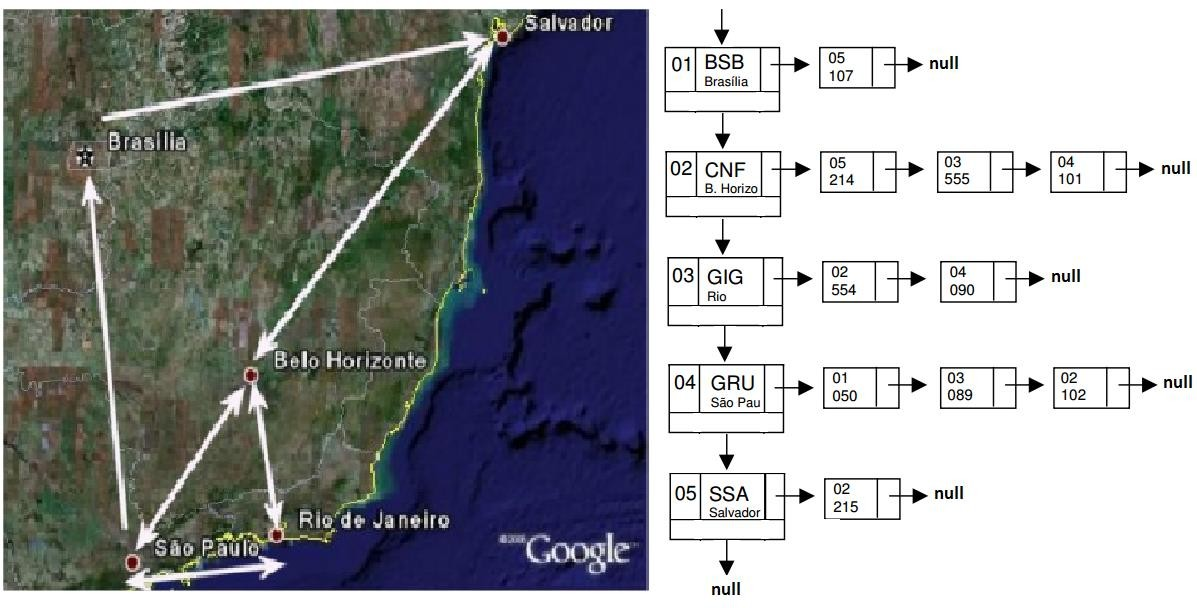 Salvador
Brasília
Belo Horizonte
Rio de Janeiro
São Paulo
Google
01 BSB
Brasília
05
107
null
02 CNF
B. Horizo
05
214
03
555
04
101
null
03 GIG
Rio
02
554
04
090
null
04 GRU
São Pau
01
050
03
089
02
102
null
05 SSA
Salvador
02
215
null
null